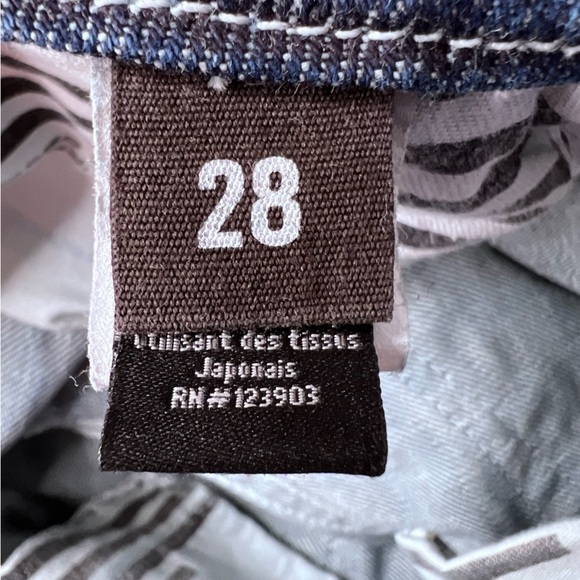 28
Utilisant des tissus
Japonais
RN#123903